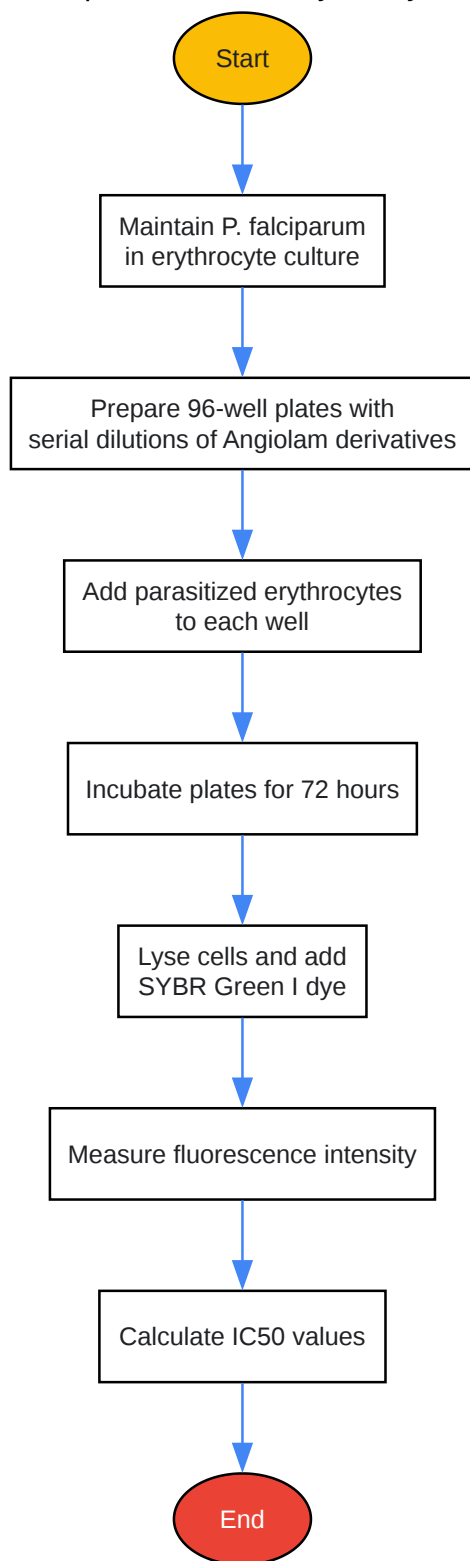 Start
Maintain P. falciparum
in erythrocyte culture
Prepare 96-well plates with
serial dilutions of Angiolam derivatives
Add parasitized erythrocytes
to each well
Incubate plates for 72 hours
Lyse cells and add
SYBR Green I dye
Measure fluorescence intensity
Calculate IC50 values
End